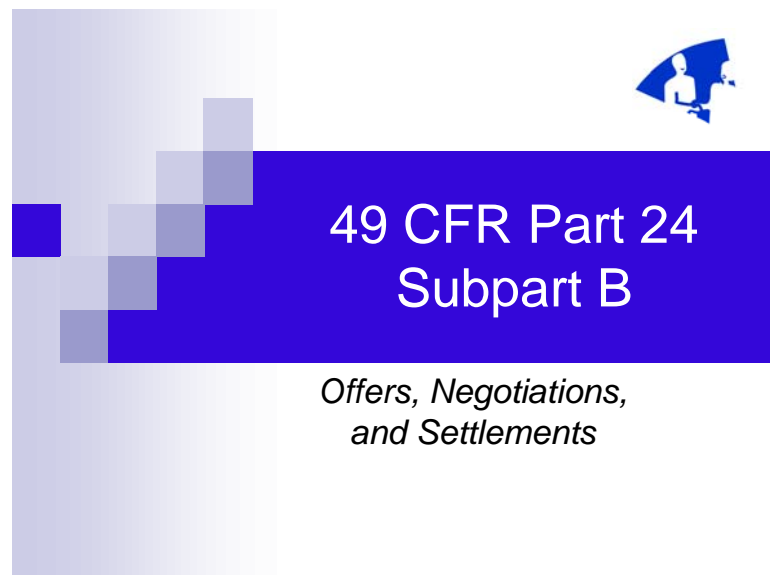 49 CFR Part 24
Subpart B
Offers, Negotiations,
and Settlements